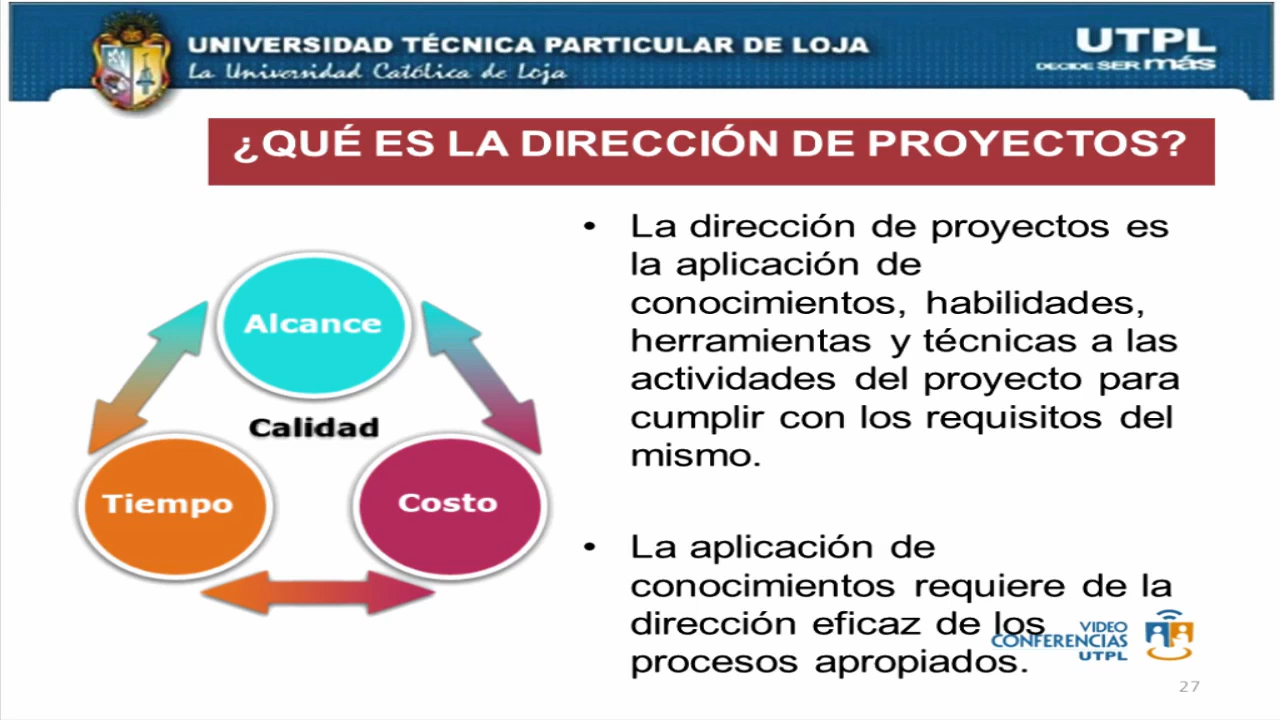 UNIVERSIDAD TÉCNICA PARTICULAR DE LOJA
La Universidad Católica de Loja
UTPL
DECIDE SER más
¿QUÉ ES LA DIRECCIÓN DE PROYECTOS?
Alcance
Calidad
Tiempo
Costo
• La dirección de proyectos es
la aplicación de
conocimientos, habilidades,
herramientas y técnicas a las
actividades del proyecto para
cumplir con los requisitos del
mismo.
• La aplicación de
conocimientos requiere de la
dirección eficaz de los
procesos apropiados.
VIDEO
CONFERENCIAS
UTPL
27